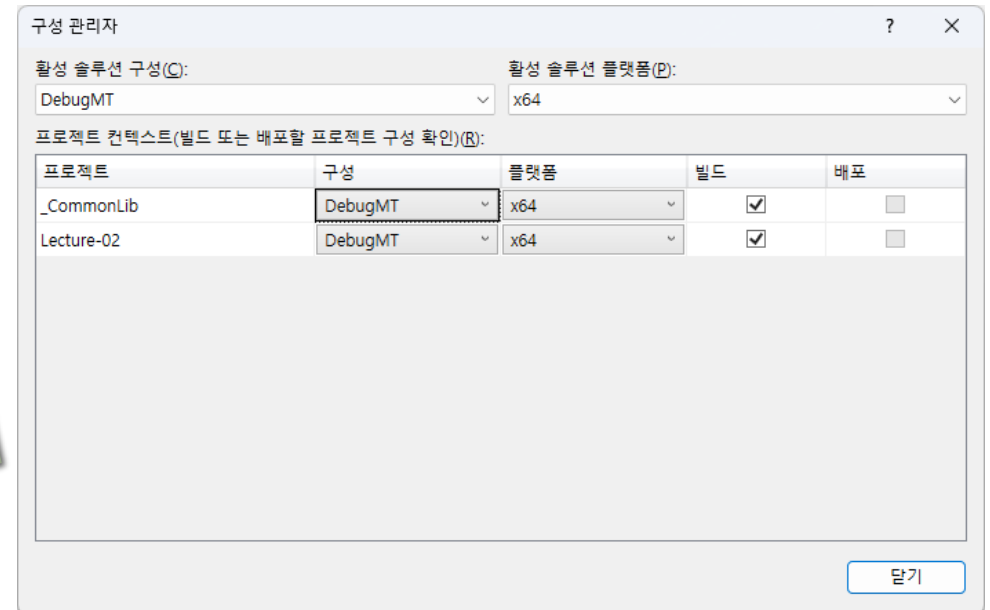 구성 관리자
?
활성 솔루션 구성(C):
활성 솔루션 플랫폼(P):
DebugMT
x64
프로젝트 컨텍스트(빌드 또는 배포할 프로젝트 구성 확인)(R):
프로젝트 구성 플랫폼 빌드 배포
_CommonLib DebugMT x64
Lecture-02 DebugMT x64
닫기